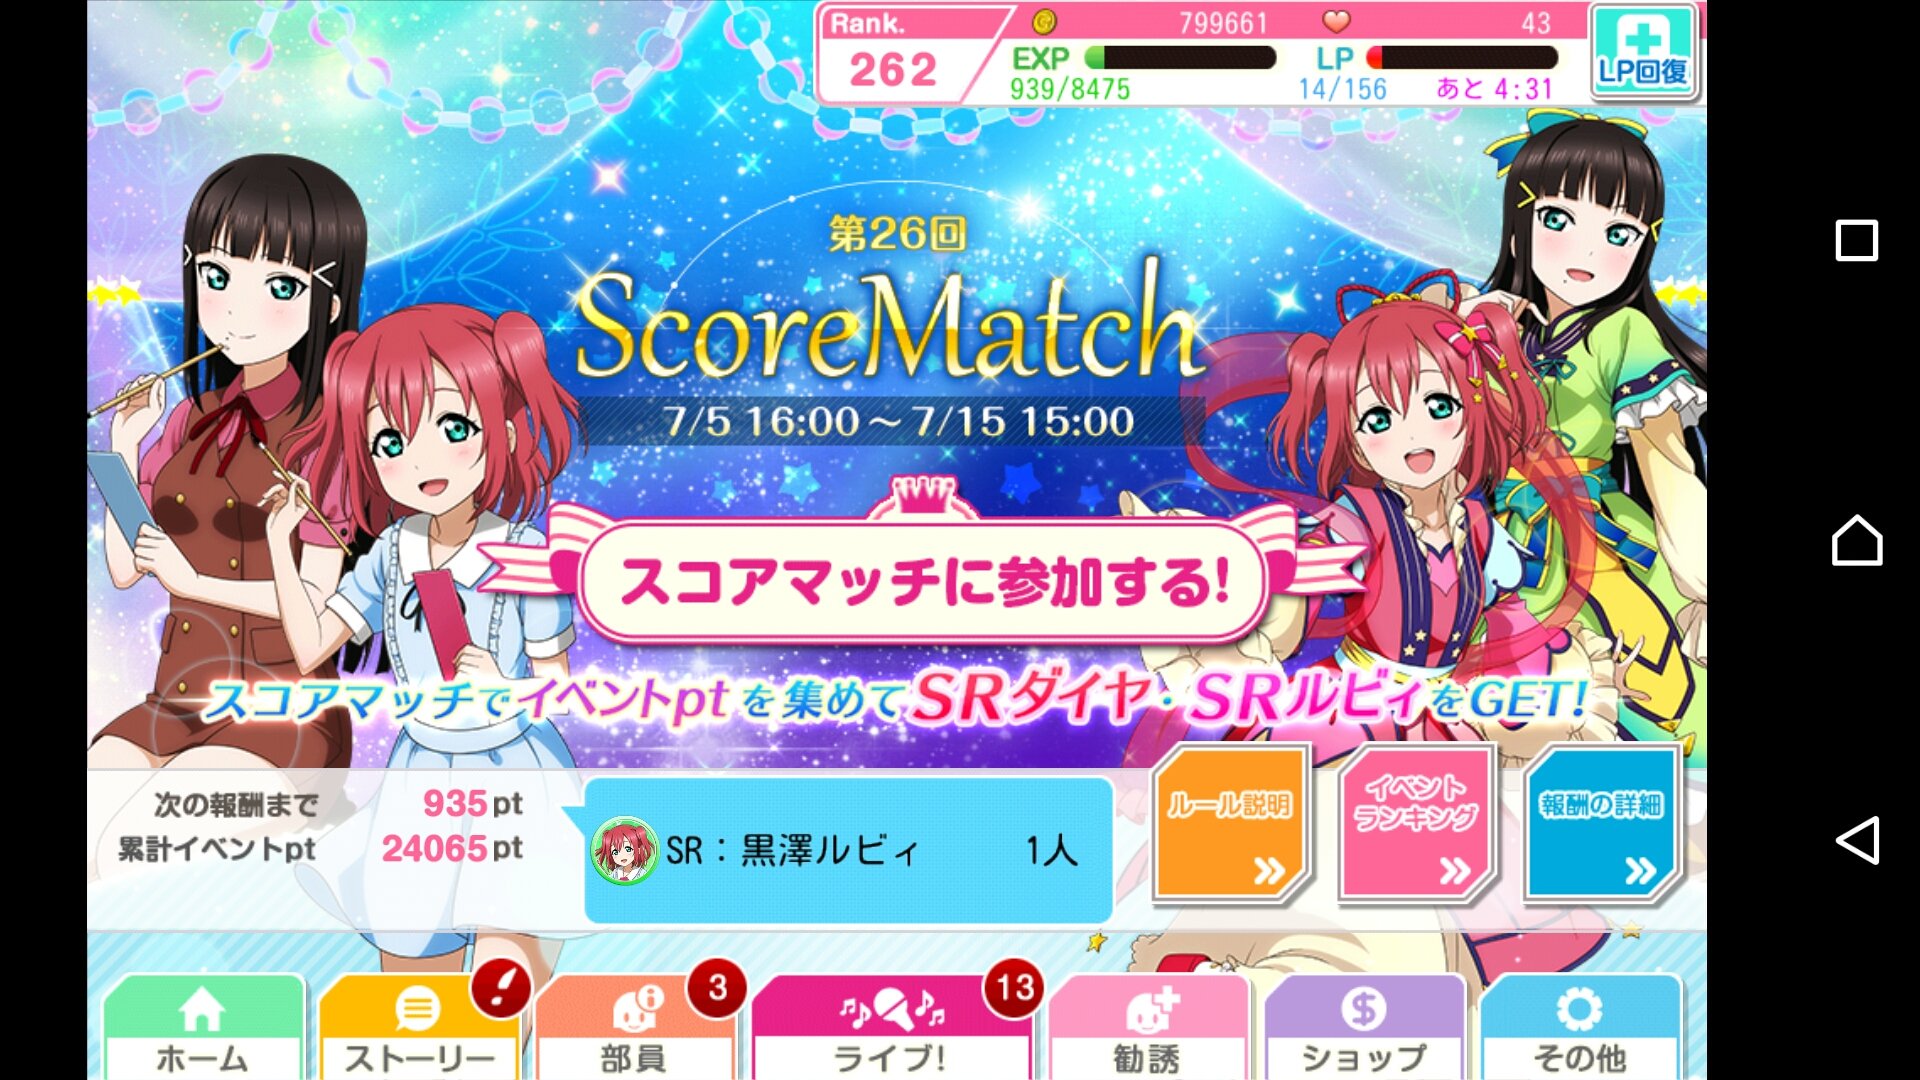 Rank.
262
799661
43
EXP
939/8475
LP
14/156
あと 4:31
LP回復
第26回
ScoreMatch
7/5 16:00～7/15 15:00
スコアマッチに参加する!
スコアマッチでイベントptを集めてSRダイヤ・SRルビィをGET!
次の報酬まで 935pt
累計イベントpt 24065pt
SR：黒澤ルビィ 1人
ルール説明
イベント
ランキング
報酬の詳細
3
13
ホーム
ストーリー
部員
ライブ!
勧誘
ショップ
その他